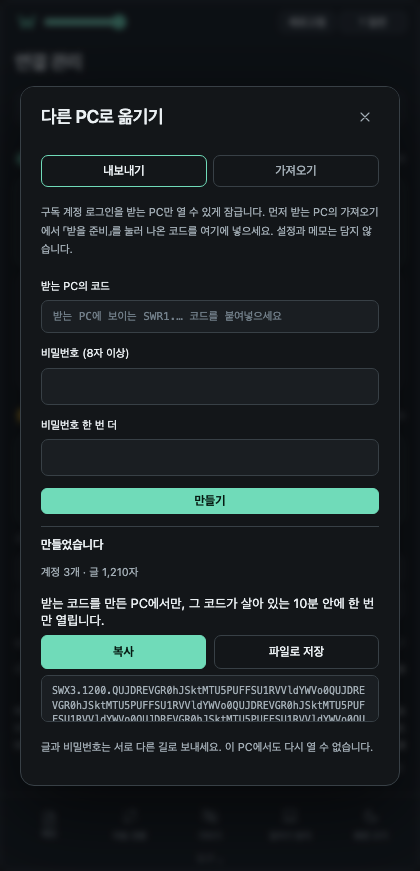 다른 PC로 옮기기
내보내기
가져오기
구독 계정 로그인을 받는 PC만 열 수 있게 잠급니다. 먼저 받는 PC의 가져오기
에서 「받을 준비」를 눌러 나온 코드를 여기에 넣으세요. 설정과 메모는 담지 않
습니다.
받는 PC의 코드
받는 PC에 보이는 SWR1.… 코드를 붙여넣으세요
비밀번호 (8자 이상)
비밀번호 한 번 더
만들기
만들었습니다
계정 3개 · 글 1,210자
받는 코드를 만든 PC에서만, 그 코드가 살아 있는 10분 안에 한 번
만 열립니다.
복사
파일로 저장
SWX3.1200.QUJDREVGR0hJSktMTU5PUFFSU1RVVldYWVo0QUJDRE
VGR0hJSktMTU5PUFFSU1RVVldYWVo0QUJDREVGR0hJSktMTU5PUF
FSU1RVVldYWVo0QUJDREVGR0hJSktMTU5PUFFSU1RVVldYWVo0QU
글과 비밀번호는 서로 다른 길로 보내세요. 이 PC에서도 다시 열 수 없습니다.